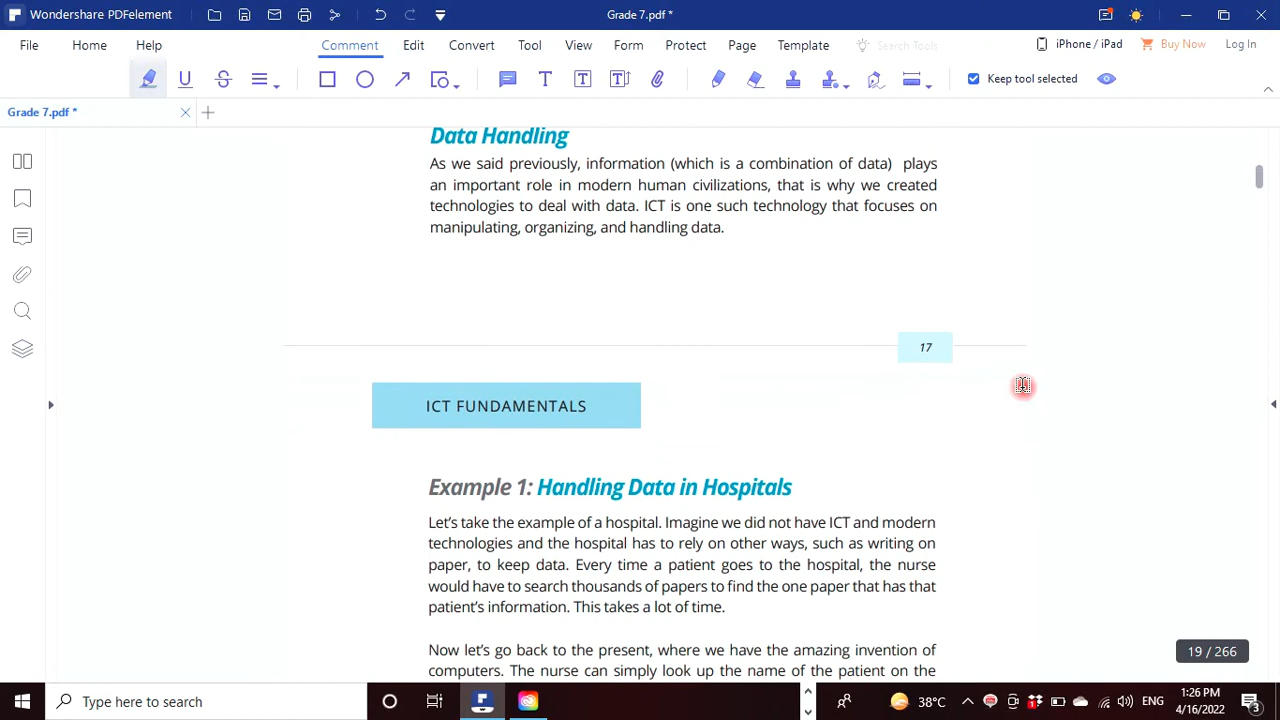 Wondershare PDFelement
Grade 7.pdf *
File Home Help Comment Edit Convert Tool View Form Protect Page Template Search Tools iPhone / iPad Buy Now Log In
Keep tool selected
Grade 7.pdf *
Data Handling
As we said previously, information (which is a combination of data) plays
an important role in modern human civilizations, that is why we created
technologies to deal with data. ICT is one such technology that focuses on
manipulating, organizing, and handling data.
17
ICT FUNDAMENTALS
Example 1: Handling Data in Hospitals
Let's take the example of a hospital. Imagine we did not have ICT and modern
technologies and the hospital has to rely on other ways, such as writing on
paper, to keep data. Every time a patient goes to the hospital, the nurse
would have to search thousands of papers to find the one paper that has that
patient's information. This takes a lot of time.
Now let's go back to the present, where we have the amazing invention of
computers. The nurse can simply look up the name of the patient on the
19 / 266
Type here to search
38°C
ENG
1:26 PM
4/16/2022
3